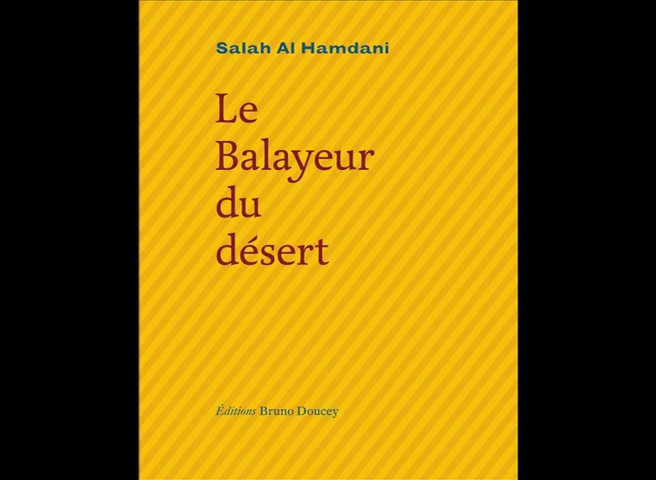 Salah Al Hamdani
Le
Balayeur
du
désert
Éditions Bruno Doucey